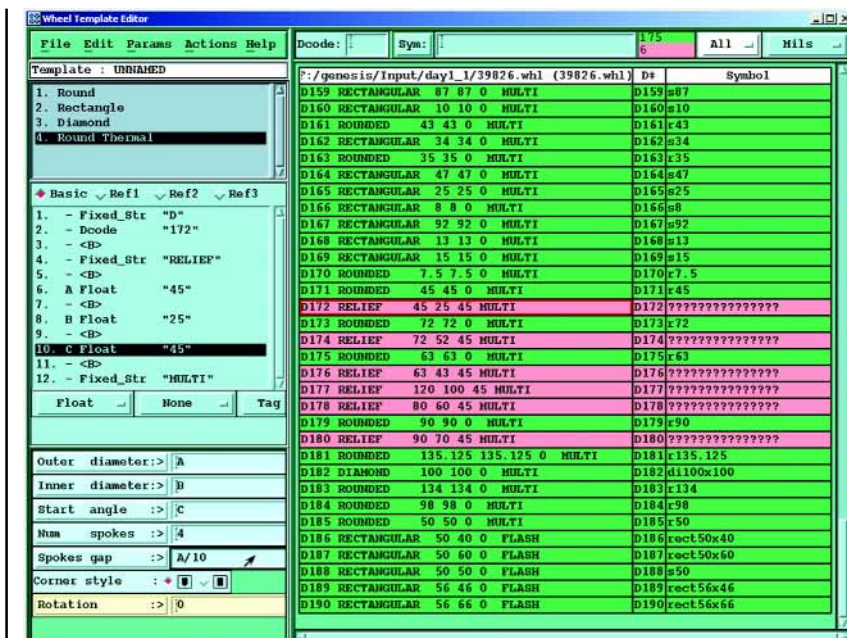 Wheel Template Editor
File Edit Params Actions Help
Template : UNNAMED
1. Round
2. Rectangle
3. Diamond
4. Round Thermal
Basic Ref1 Ref2 Ref3
1. - Fixed_Str "D"
2. - Dcode "172"
3. - <B>
4. - Fixed_Str "RELIEF"
5. - <B>
6. A Float "45"
7. - <B>
8. B Float "25"
9. - <B>
10. C Float "45"
11. - <B>
12. - Fixed_Str "MULTI"
Float None Tag
Outer diameter:> A
Inner diameter:> B
Start angle :> C
Num spokes :> 4
Spokes gap :> A/10
Corner style :
Rotation :> 0
Dcode: Sym: 175 All Mils
6
?:/genesis/Input/day1_1/39826.whl (39826.whl) D# Symbol
D159 RECTANGULAR 87 87 0 MULTI D159 s87
D160 RECTANGULAR 10 10 0 MULTI D160 s10
D161 ROUNDED 43 43 0 MULTI D161 r43
D162 RECTANGULAR 34 34 0 MULTI D162 s34
D163 ROUNDED 35 35 0 MULTI D163 r35
D164 RECTANGULAR 47 47 0 MULTI D164 s47
D165 RECTANGULAR 25 25 0 MULTI D165 s25
D166 RECTANGULAR 8 8 0 MULTI D166 s8
D167 RECTANGULAR 92 92 0 MULTI D167 s92
D168 RECTANGULAR 13 13 0 MULTI D168 s13
D169 RECTANGULAR 15 15 0 MULTI D169 s15
D170 ROUNDED 7.5 7.5 0 MULTI D170 r7.5
D171 ROUNDED 45 45 0 MULTI D171 r45
D172 RELIEF 45 25 45 MULTI D172 ???????????????
D173 ROUNDED 72 72 0 MULTI D173 r72
D174 RELIEF 72 52 45 MULTI D174 ???????????????
D175 ROUNDED 63 63 0 MULTI D175 r63
D176 RELIEF 63 43 45 MULTI D176 ???????????????
D177 RELIEF 120 100 45 MULTI D177 ???????????????
D178 RELIEF 80 60 45 MULTI D178 ???????????????
D179 ROUNDED 90 90 0 MULTI D179 r90
D180 RELIEF 90 70 45 MULTI D180 ???????????????
D181 ROUNDED 135.125 135.125 0 MULTI D181 r135.125
D182 DIAMOND 100 100 0 MULTI D182 di100x100
D183 ROUNDED 134 134 0 MULTI D183 r134
D184 ROUNDED 98 98 0 MULTI D184 r98
D185 ROUNDED 50 50 0 MULTI D185 r50
D186 RECTANGULAR 50 40 0 FLASH D186 rect50x40
D187 RECTANGULAR 50 60 0 FLASH D187 rect50x60
D188 RECTANGULAR 50 50 0 FLASH D188 s50
D189 RECTANGULAR 56 46 0 FLASH D189 rect56x46
D190 RECTANGULAR 56 66 0 FLASH D190 rect56x66